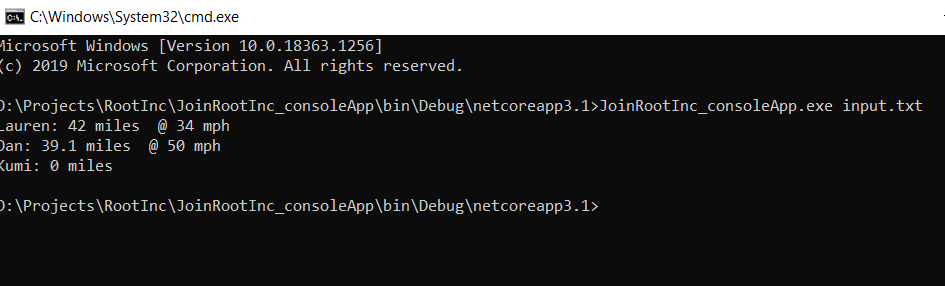 C:\Windows\System32\cmd.exe
Microsoft Windows [Version 10.0.18363.1256]
(c) 2019 Microsoft Corporation. All rights reserved.
D:\Projects\RootInc\JoinRootInc_consoleApp\bin\Debug\netcoreapp3.1>JoinRootInc_consoleApp.exe input.txt
Lauren: 42 miles  @ 34 mph
Dan: 39.1 miles  @ 50 mph
Kumi: 0 miles
D:\Projects\RootInc\JoinRootInc_consoleApp\bin\Debug\netcoreapp3.1>